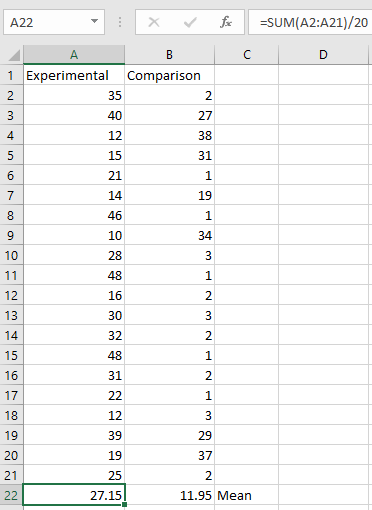 A22 fx =SUM(A2:A21)/20
A B C D
1 Experimental Comparison
2 35 2
3 40 27
4 12 38
5 15 31
6 21 1
7 14 19
8 46 1
9 10 34
10 28 3
11 48 1
12 16 2
13 30 3
14 32 2
15 48 1
16 31 2
17 22 1
18 12 3
19 39 29
20 19 37
21 25 2
22 27.15 11.95 Mean